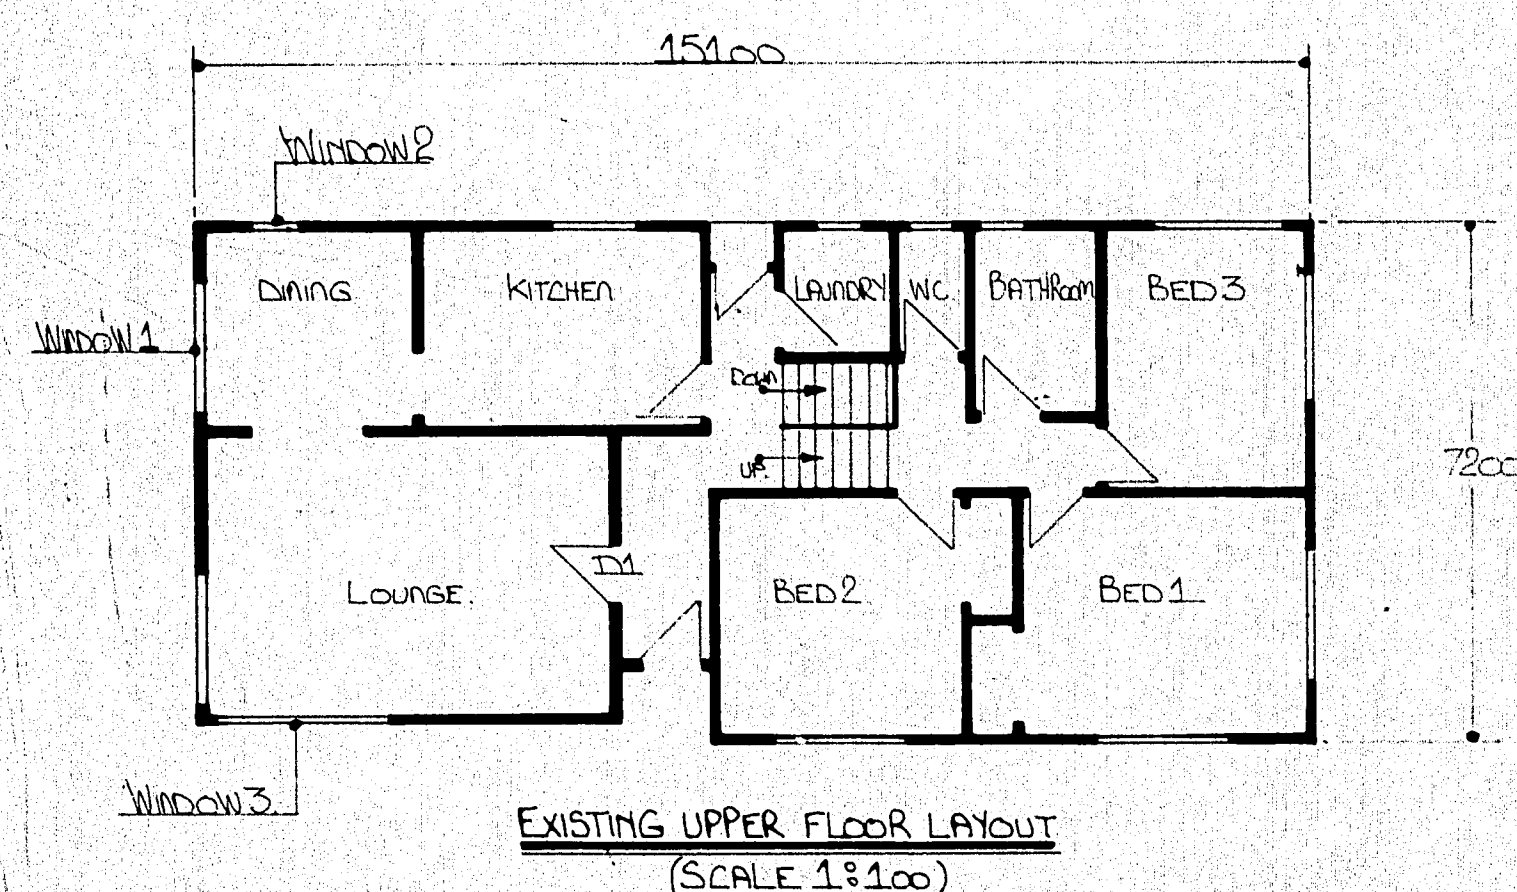 15100
WINDOW 2
DINING
KITCHEN
LAUNDRY
WC.
BATHROOM
BED 3
WINDOW 1
DOWN
UP.
7200
D1
LOUNGE.
BED 2
BED 1
WINDOW 3.
EXISTING UPPER FLOOR LAYOUT
(SCALE 1:100)